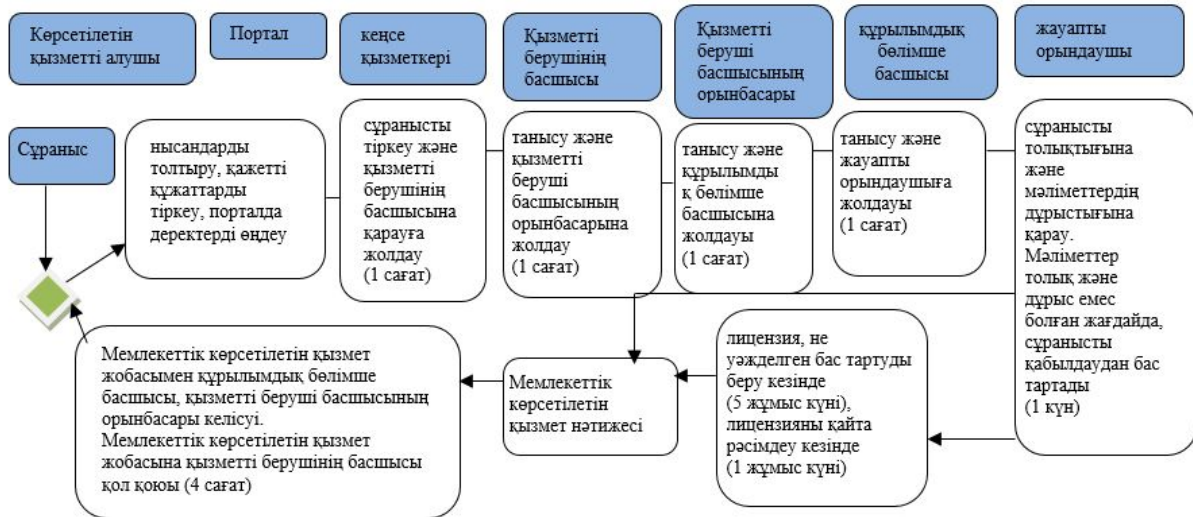 Көрсетілетін
қызметті алушы
Портал
кеңсе
қызметкері
Қызметті
берушінің
басшысы
Қызметті
беруші
басшысының
орынбасары
құрылымдық
бөлімше
басшысы
жауапты
орындаушы
Сұраныс
нысандарды
толтыру, қажетті
құжаттарды
тіркеу, порталда
деректерді өңдеу
сұранысты
тіркеу және
қызметті
берушінің
басшысына
қарауға
жолдау
(1 сағат)
танысу және
қызметті
беруші
басшысының
орынбасарына
жолдау
(1 сағат)
танысу және
құрылымды
қ бөлімше
басшысына
жолдауы
(1 сағат)
танысу және
жауапты
орындаушыға
жолдауы
(1 сағат)
сұранысты
толықтығына
және
мәліметтердің
дұрыстығына
қарау.
Мәліметтер
толық және
дұрыс емес
болған жағдайда,
сұранысты
қабылдаудан бас
тартады
(1 күн)
Мемлекеттік көрсетілетін қызмет
жобасымен құрылымдық бөлімше
басшысы, қызметті беруші басшысының
орынбасары келісуі.
Мемлекеттік көрсетілетін қызмет
жобасына қызметті берушінің басшысы
қол қоюы (4 сағат)
Мемлекеттік
көрсетілетін
қызмет нәтижесі
лицензия, не
уәжделген бас тартуды
беру кезінде
(5 жұмыс күні),
лицензияны қайта
рәсімдеу кезінде
(1 жұмыс күні)